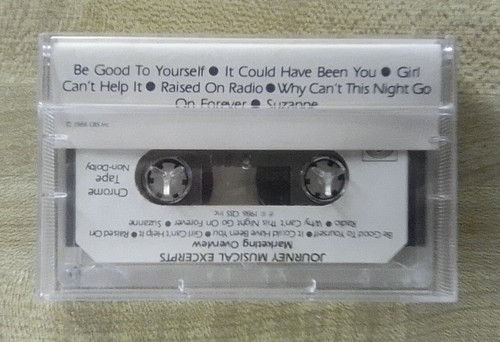 Be Good To Yourself ● It Could Have Been You ● Girl
Can't Help It ● Raised On Radio ● Why Can't This Night Go
On Forever ● Suzanne
© 1986 CBS Inc.
JOURNEY MUSICAL EXCERPTS
Marketing Overview
Be Good To Yourself ● It Could Have Been You ● Girl Can't Help It ● Raised On
Radio ● Why Can't This Night Go On Forever ● Suzanne
℗ © 1986 CBS Inc.
Chrome
Tape
Non-Dolby